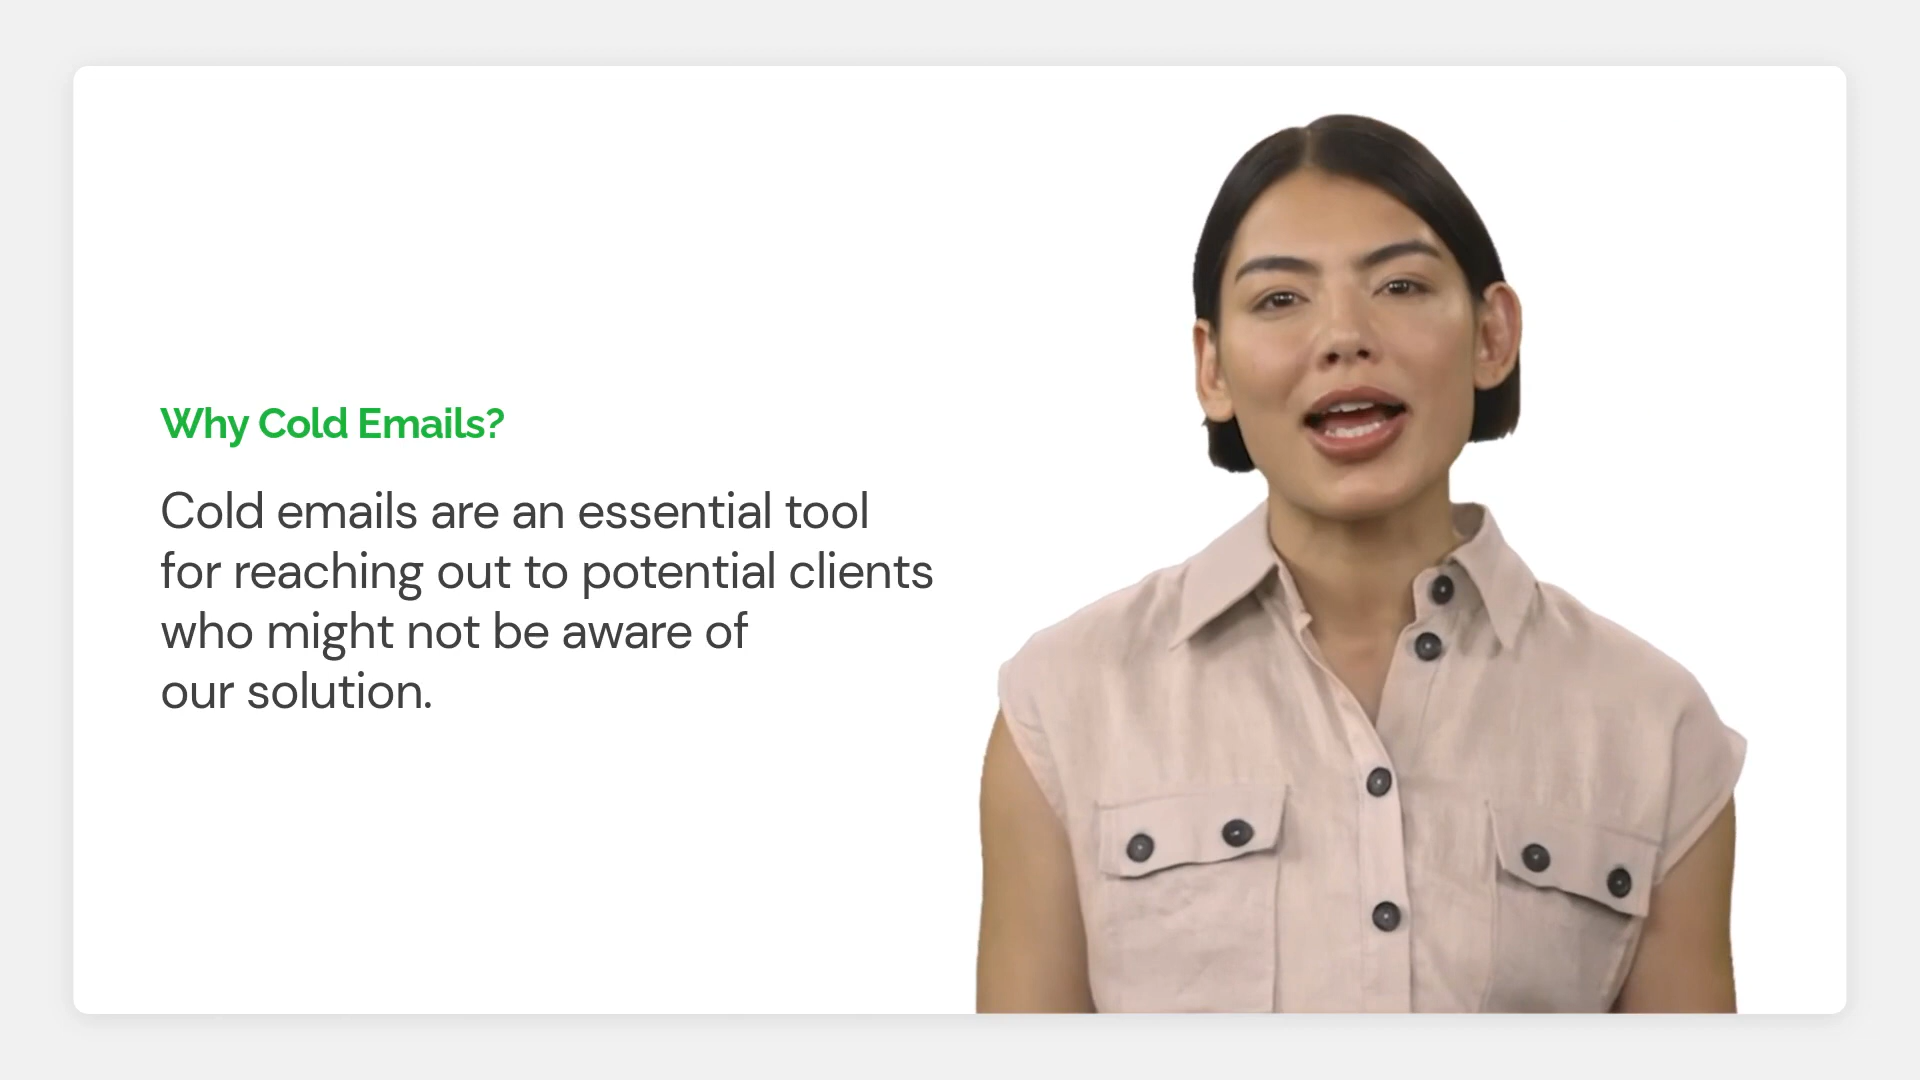 Why Cold Emails?
Cold emails are an essential tool
for reaching out to potential clients
who might not be aware of
our solution.